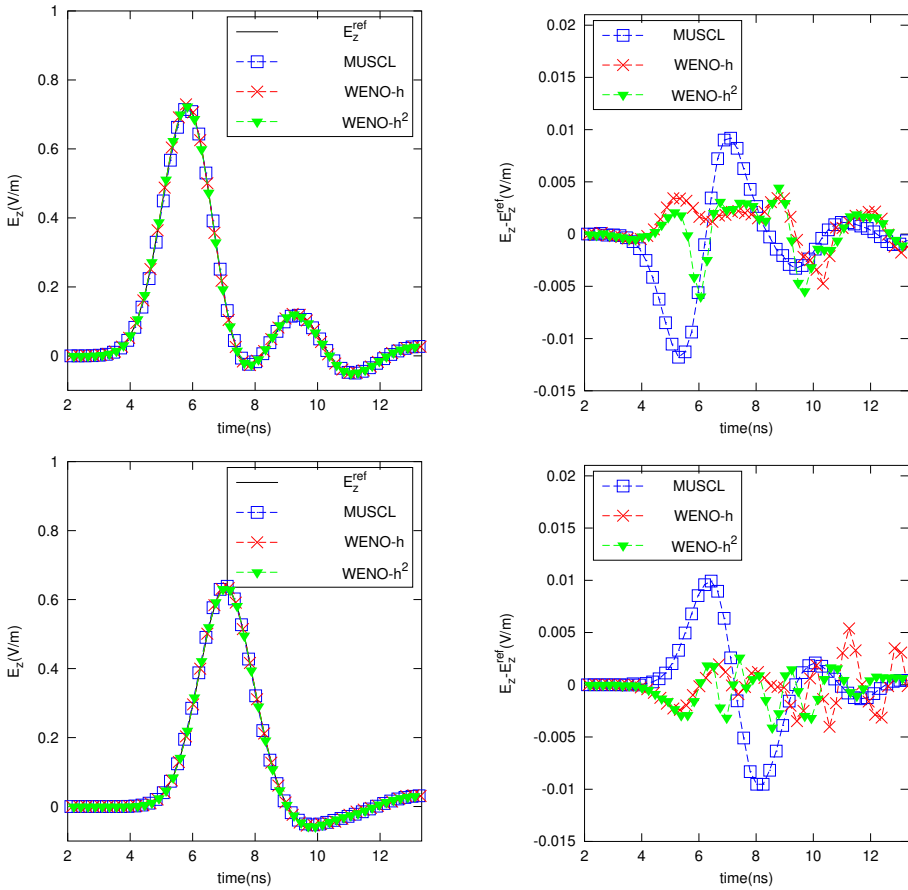 1
0.8
0.6
0.4
0.2
0
E_z(V/m)
2 4 6 8 10 12
time(ns)
E_z^ref
MUSCL
WENO-h
WENO-h²
0.02
0.015
0.01
0.005
0
-0.005
-0.01
-0.015
E_z-E_z^ref(V/m)
2 4 6 8 10 12
time(ns)
MUSCL
WENO-h
WENO-h²
1
0.8
0.6
0.4
0.2
0
E_z(V/m)
2 4 6 8 10 12
time(ns)
E_z^ref
MUSCL
WENO-h
WENO-h²
0.02
0.015
0.01
0.005
0
-0.005
-0.01
-0.015
E_z-E_z^ref(V/m)
2 4 6 8 10 12
time(ns)
MUSCL
WENO-h
WENO-h²